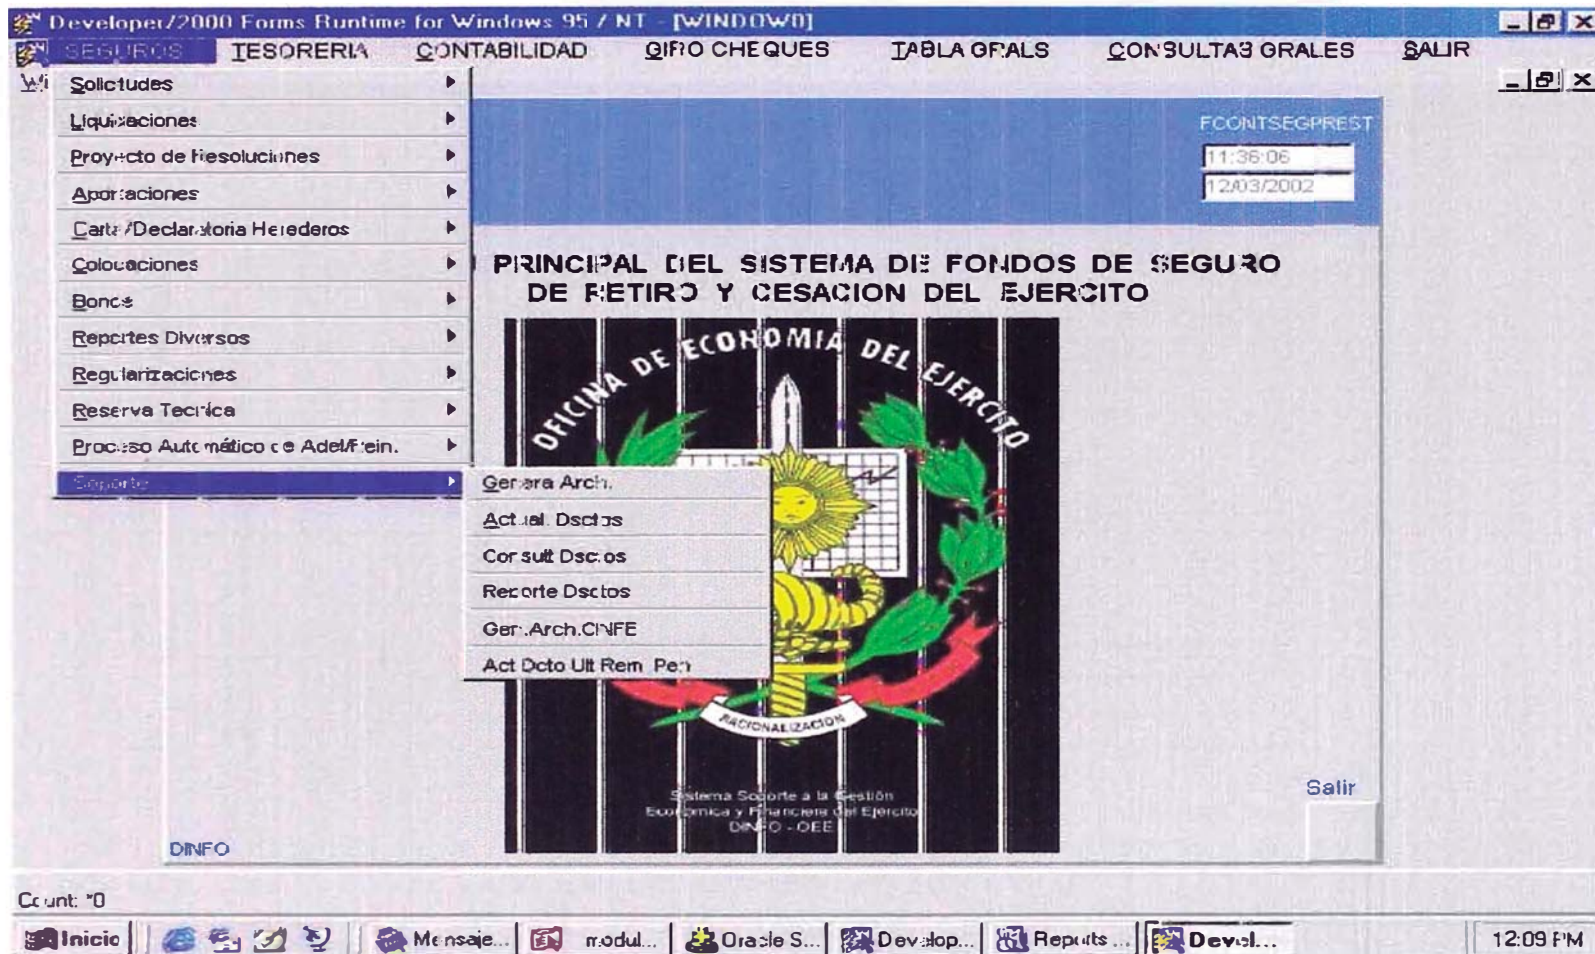 Developer/2000 Forms Runtime for Windows 95 / NT - [WINDOW0]
SEGUROS TESORERIA CONTABILIDAD GIRO CHEQUES TABLA GRALS CONSULTAS GRALES SALIR
Solicitudes
Liquidaciones
Proyecto de Resoluciones
Aportaciones
Carta/Declaratoria Herederos
Colocaciones
Bonos
Reportes Diversos
Regularizaciones
Reserva Tecnica
Proceso Automático de Adel/Rein.
Soporte
Genera Arch.
Actual. Dsctos
Consult Dsctos
Reporte Dsctos
Gen.Arch.CINFE
Act Dcto Ult Rem Pen
FCONTSEGPREST
11:36:06
12/03/2002
PRINCIPAL DEL SISTEMA DE FONDOS DE SEGURO
DE RETIRO Y CESACION DEL EJERCITO
OFICINA DE ECONOMIA DEL EJERCITO
RACIONALIZACION
Sistema Soporte a la Gestión
Económica y Financiera del Ejercito
DINFO - OEE
Salir
DINFO
Count: *0
Inicio Mensaje... modul... Oracle S... Develop... Reports ... Devel... 12:09 PM